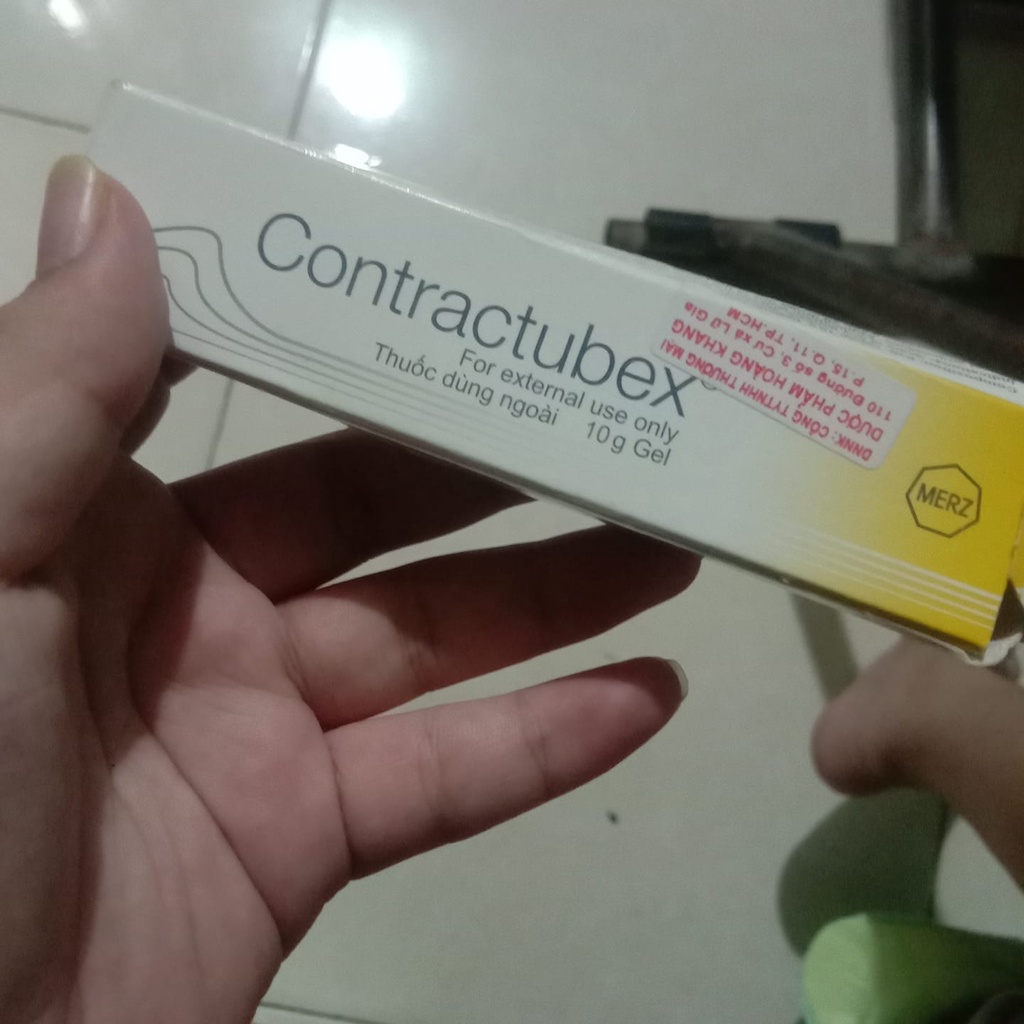 Contractubex®
For external use only
Thuốc dùng ngoài 10 g Gel
DNNK: CÔNG TY TNHH THƯƠNG MẠI
DƯỢC PHẨM HOÀNG KHANG
110 Đường số 3, Cư xá Lữ Gia
P.15, Q.11, TP.HCM
MERZ